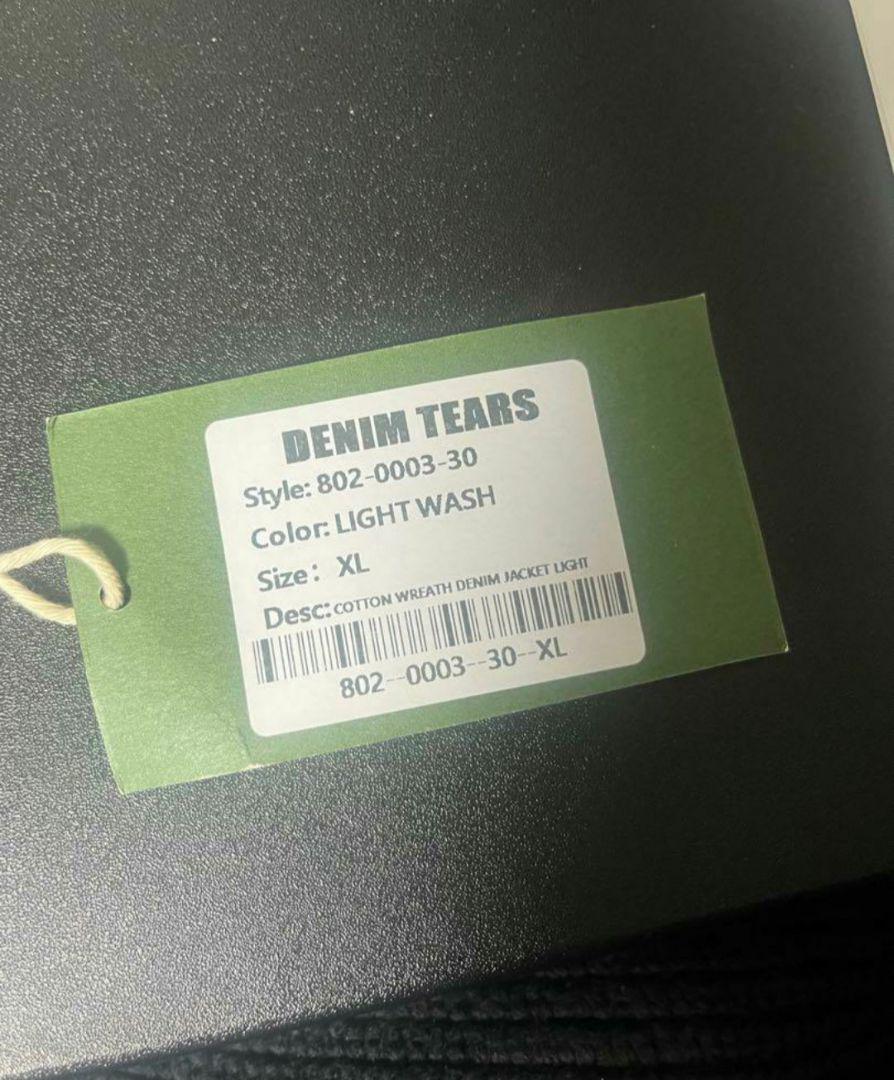 DENIM TEARS
Style: 802-0003-30
Color: LIGHT WASH
Size: XL
Desc: COTTON WREATH DENIM JACKET LIGHT
802--0003--30--XL